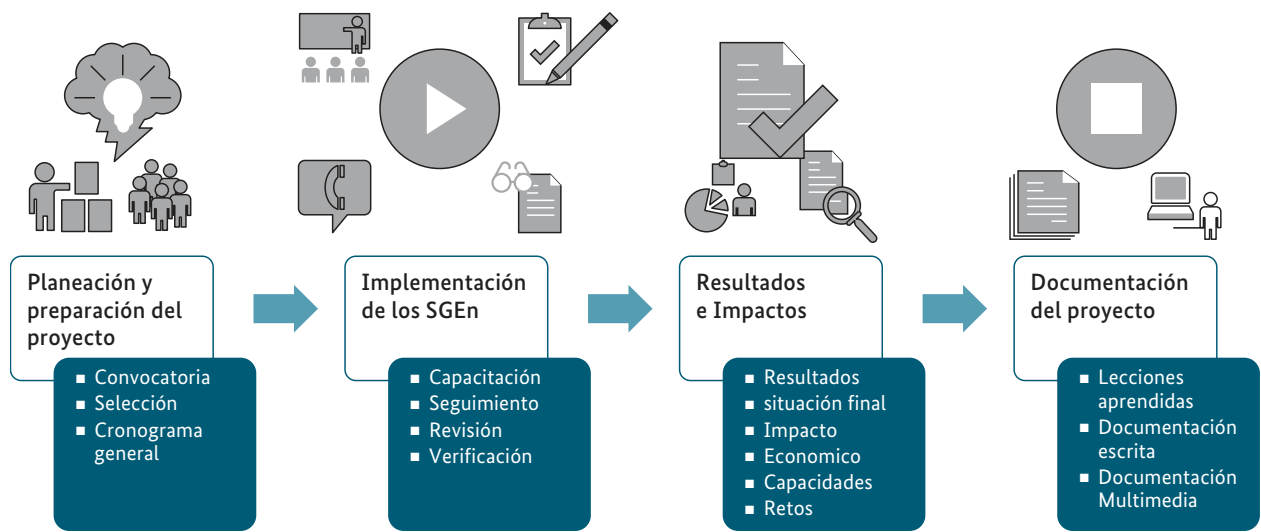 Planeación y
preparación del
proyecto
Convocatoria
Selección
Cronograma
general
Implementación
de los SGEn
Capacitación
Seguimiento
Revisión
Verificación
Resultados
e Impactos
Resultados
situación final
Impacto
Economico
Capacidades
Retos
Documentación
del proyecto
Lecciones
aprendidas
Documentación
escrita
Documentación
Multimedia